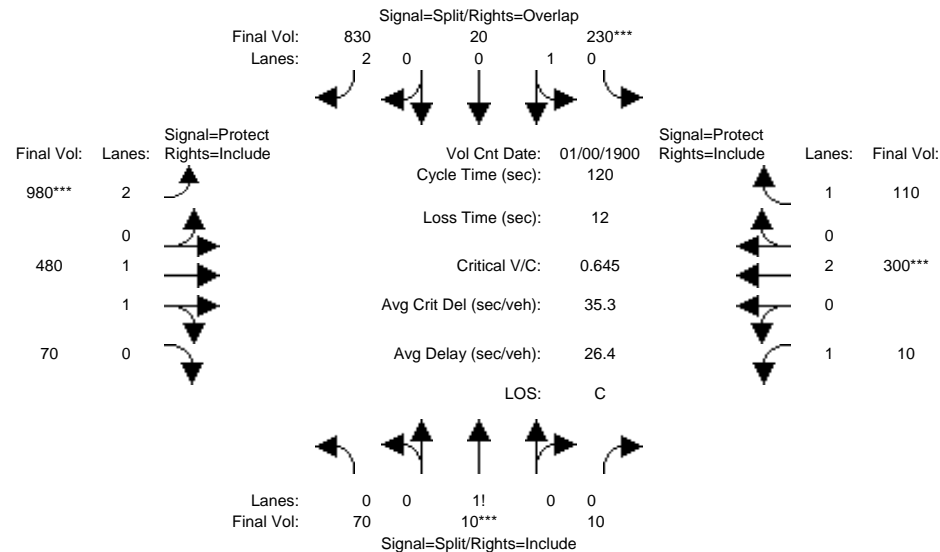 Signal=Split/Rights=Overlap
Final Vol: 830 20 230***
Lanes: 2 0 0 1 0
Signal=Protect
Final Vol: Lanes: Rights=Include
Vol Cnt Date: 01/00/1900
Signal=Protect
Rights=Include Lanes: Final Vol:
Cycle Time (sec): 120
980*** 2
1 110
Loss Time (sec): 12
0
0
480 1
Critical V/C: 0.645
2 300***
1
Avg Crit Del (sec/veh): 35.3
0
70 0
Avg Delay (sec/veh): 26.4
1 10
LOS: C
Lanes: 0 0 1! 0 0
Final Vol: 70 10*** 10
Signal=Split/Rights=Include